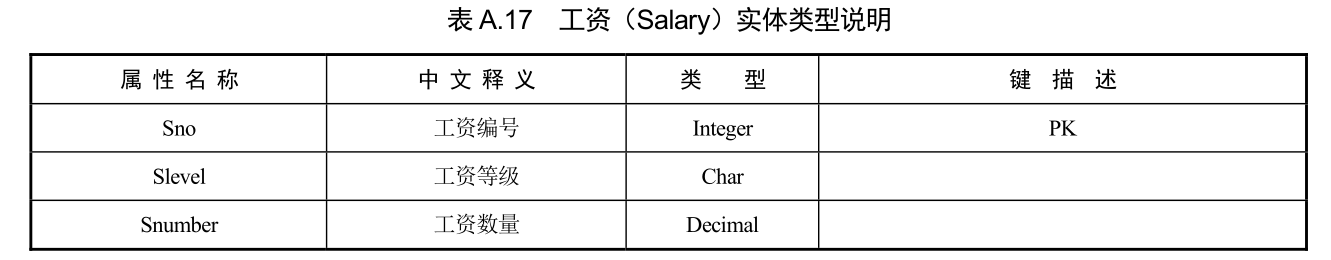 表 A.17 工资（Salary）实体类型说明
属性名称 中文释义 类型 键描述
Sno 工资编号 Integer PK
Slevel 工资等级 Char
Snumber 工资数量 Decimal